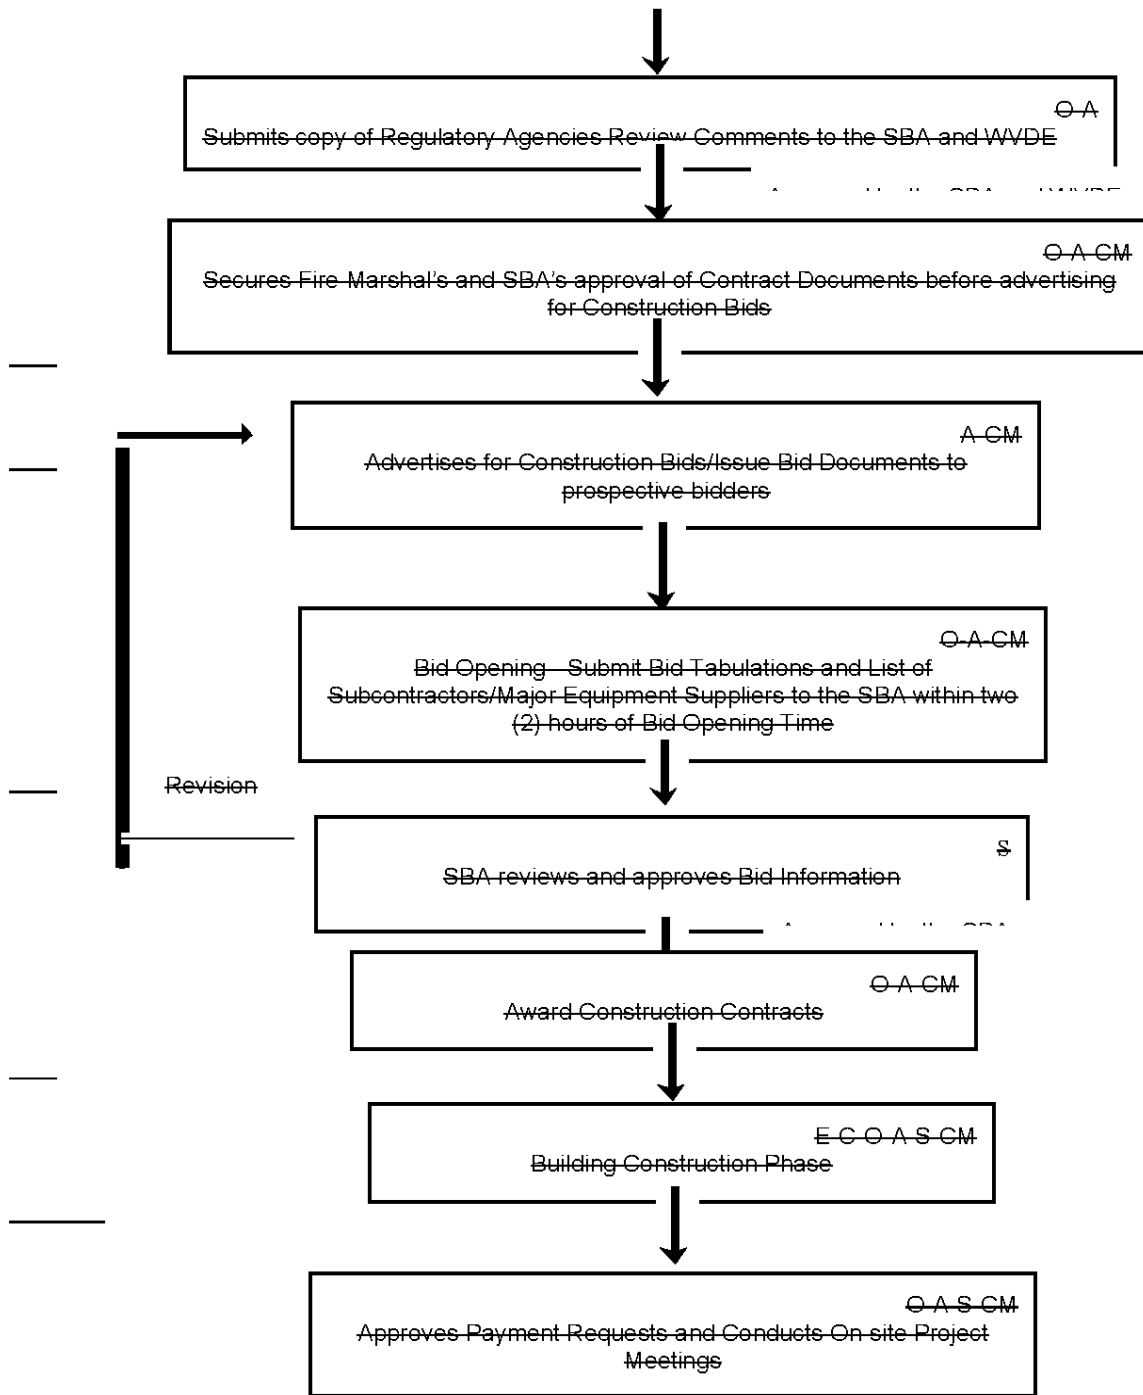 O A
Submits copy of Regulatory Agencies Review Comments to the SBA and WVDE
O A CM
Secures Fire Marshal's and SBA's approval of Contract Documents before advertising
for Construction Bids
A CM
Advertises for Construction Bids/Issue Bid Documents to
prospective bidders
O-A-CM
Bid Opening - Submit Bid Tabulations and List of
Subcontractors/Major Equipment Suppliers to the SBA within two
(2) hours of Bid Opening Time
Revision
S
SBA reviews and approves Bid Information
O A CM
Award Construction Contracts
E C O A S CM
Building Construction Phase
O A S CM
Approves Payment Requests and Conducts On site Project
Meetings